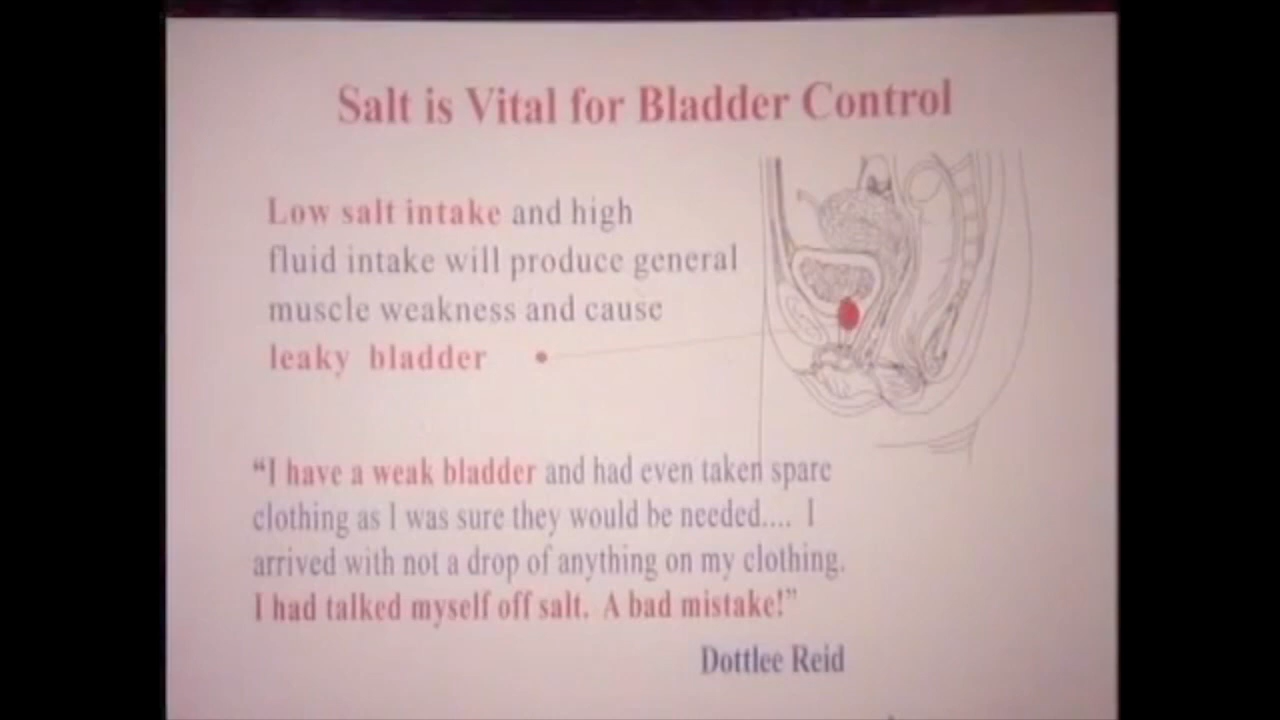 Salt is Vital for Bladder Control
Low salt intake and high
fluid intake will produce general
muscle weakness and cause
leaky bladder •
“I have a weak bladder and had even taken spare
clothing as I was sure they would be needed.... I
arrived with not a drop of anything on my clothing.
I had talked myself off salt. A bad mistake!”
Dottlee Reid